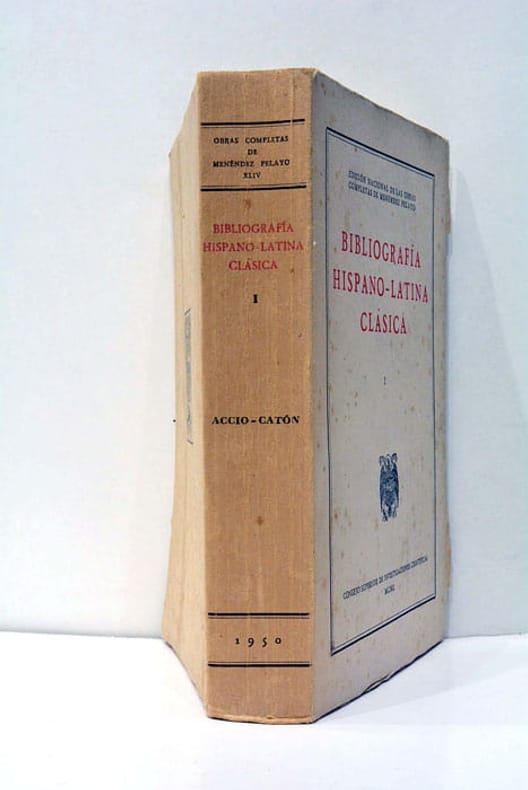 OBRAS COMPLETAS
DE
MENÉNDEZ PELAYO
XLIV
BIBLIOGRAFÍA
HISPANO-LATINA
CLÁSICA
I
ACCIO-CATÓN
1950
EDICIÓN NACIONAL DE LAS OBRAS
COMPLETAS DE MENÉNDEZ PELAYO
BIBLIOGRAFÍA
HISPANO-LATINA
CLÁSICA
I
CONSEJO SUPERIOR DE INVESTIGACIONES CIENTÍFICAS
MCML